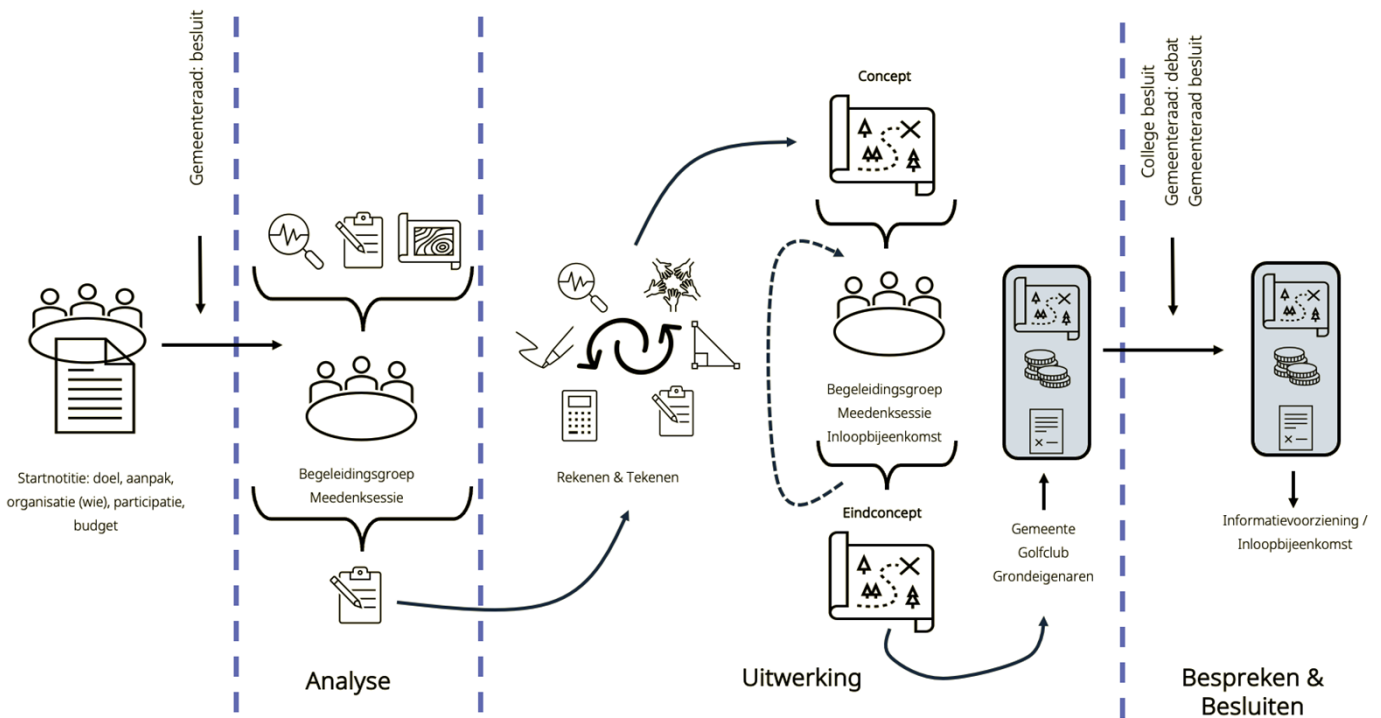 Gemeenteraad: besluit
Startnotitie: doel, aanpak,
organisatie (wie), participatie,
budget
Begeleidingsgroep
Meedenksessie
Analyse
Rekenen & Tekenen
Concept
Begeleidingsgroep
Meedenksessie
Inloopbijeenkomst
Eindconcept
Gemeente
Golfclub
Grondeigenaren
Uitwerking
College besluit
Gemeenteraad: debat
Gemeenteraad besluit
Informatievoorziening /
Inloopbijeenkomst
Bespreken &
Besluiten